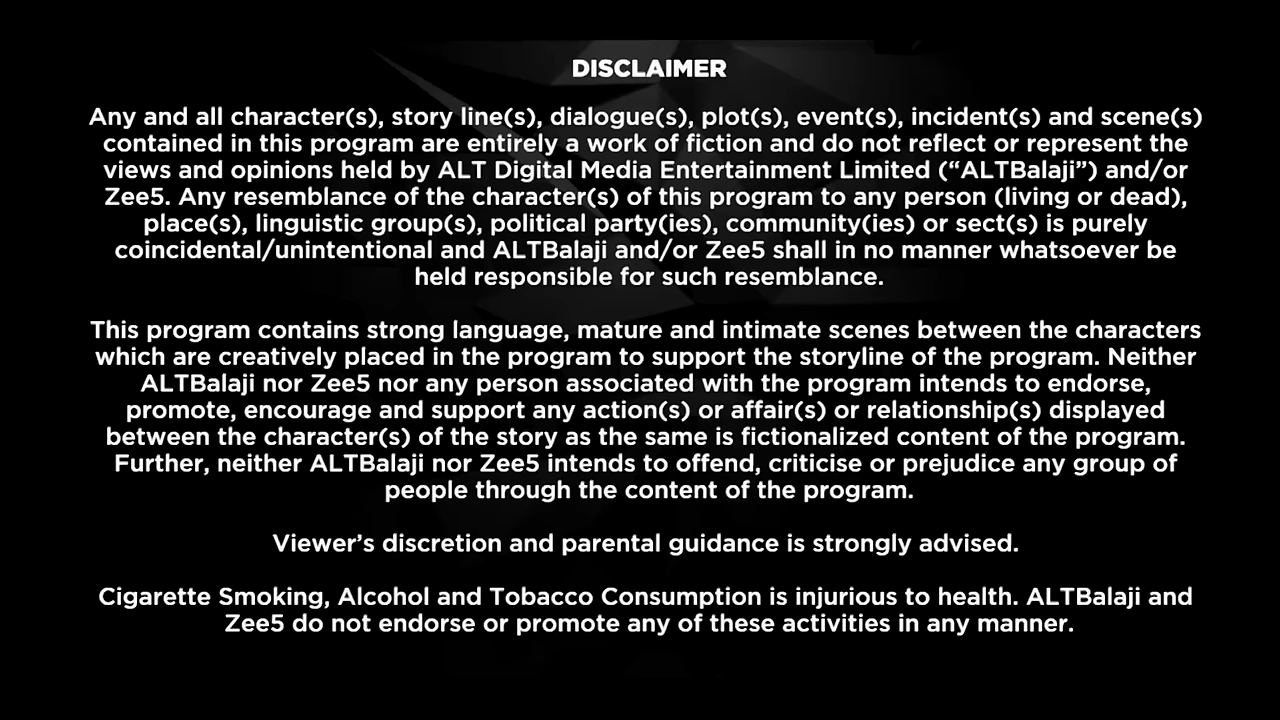 DISCLAIMER
Any and all character(s), story line(s), dialogue(s), plot(s), event(s), incident(s) and scene(s)
contained in this program are entirely a work of fiction and do not reflect or represent the
views and opinions held by ALT Digital Media Entertainment Limited (“ALTBalaji”) and/or
Zee5. Any resemblance of the character(s) of this program to any person (living or dead),
place(s), linguistic group(s), political party(ies), community(ies) or sect(s) is purely
coincidental/unintentional and ALTBalaji and/or Zee5 shall in no manner whatsoever be
held responsible for such resemblance.
This program contains strong language, mature and intimate scenes between the characters
which are creatively placed in the program to support the storyline of the program. Neither
ALTBalaji nor Zee5 nor any person associated with the program intends to endorse,
promote, encourage and support any action(s) or affair(s) or relationship(s) displayed
between the character(s) of the story as the same is fictionalized content of the program.
Further, neither ALTBalaji nor Zee5 intends to offend, criticise or prejudice any group of
people through the content of the program.
Viewer’s discretion and parental guidance is strongly advised.
Cigarette Smoking, Alcohol and Tobacco Consumption is injurious to health. ALTBalaji and
Zee5 do not endorse or promote any of these activities in any manner.